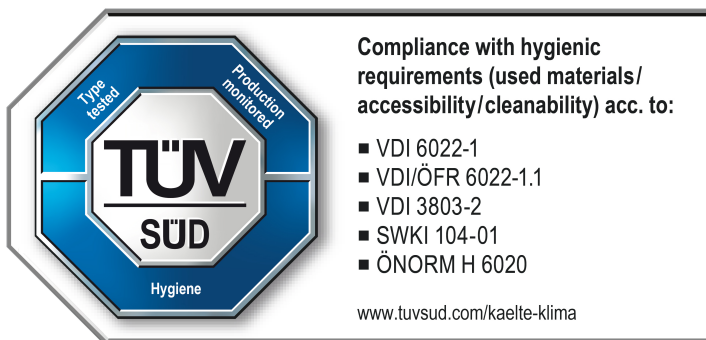 Type
tested
Production
monitored
TÜV
SÜD
Hygiene
Compliance with hygienic
requirements (used materials/
accessibility/cleanability) acc. to:
■ VDI 6022-1
■ VDI/ÖFR 6022-1.1
■ VDI 3803-2
■ SWKI 104-01
■ ÖNORM H 6020
www.tuvsud.com/kaelte-klima